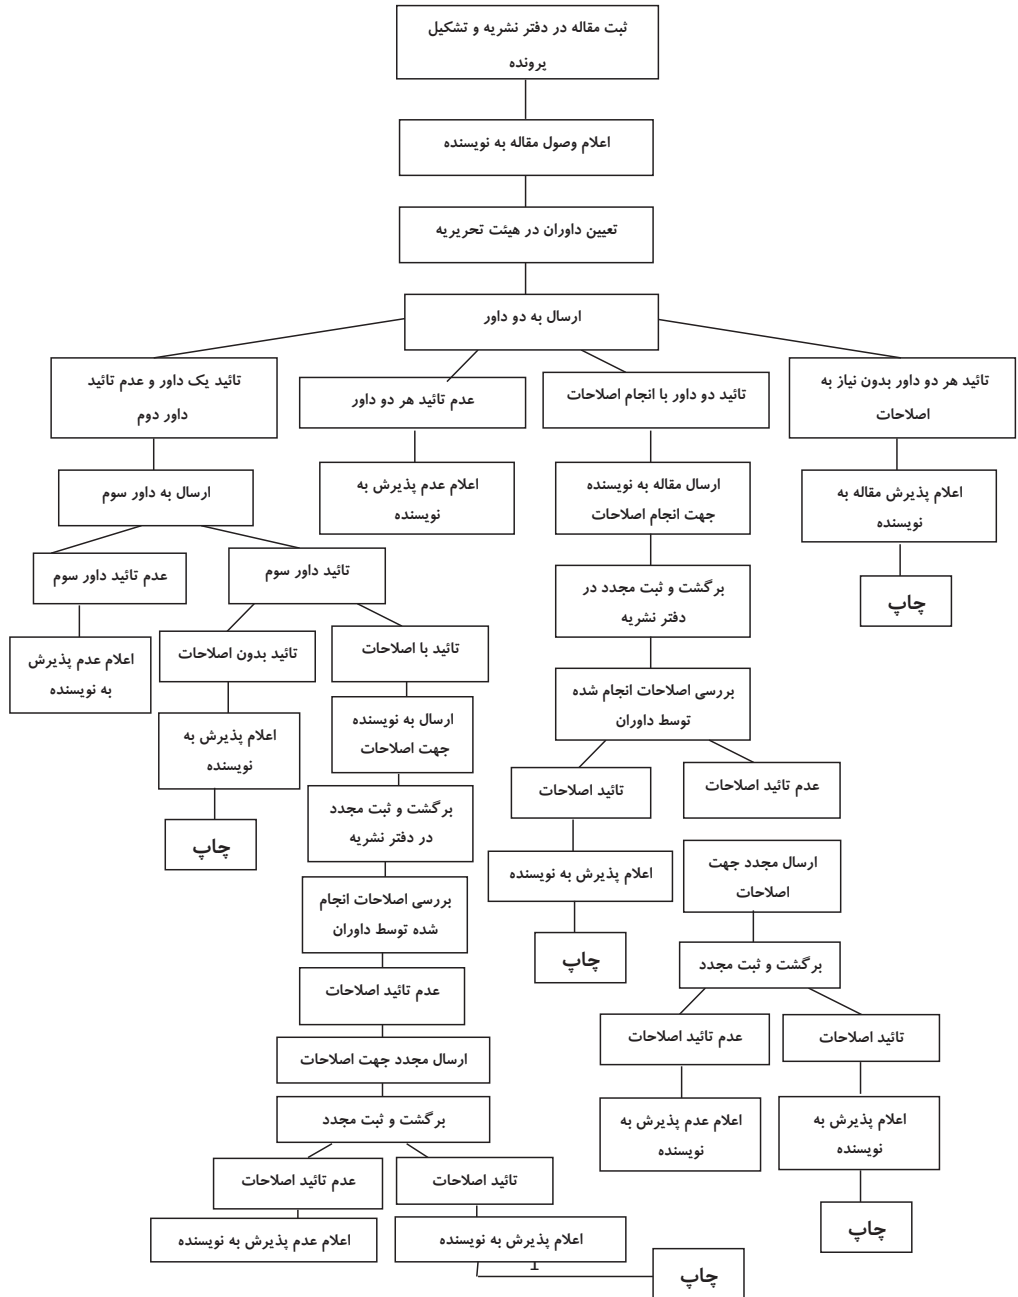 ثبت مقاله در دفتر نشریه و تشکیل
پرونده
اعلام وصول مقاله به نویسنده
تعیین داوران در هیئت تحریریه
ارسال به دو داور
تائید هر دو داور بدون نیاز به
اصلاحات
اعلام پذیرش مقاله به
نویسنده
چاپ
تائید دو داور با انجام اصلاحات
ارسال مقاله به نویسنده
جهت انجام اصلاحات
برگشت و ثبت مجدد در
دفتر نشریه
بررسی اصلاحات انجام شده
توسط داوران
عدم تائید اصلاحات
ارسال مجدد جهت
اصلاحات
برگشت و ثبت مجدد
تائید اصلاحات
اعلام پذیرش به
نویسنده
چاپ
عدم تائید اصلاحات
اعلام عدم پذیرش به
نویسنده
تائید اصلاحات
اعلام پذیرش به نویسنده
چاپ
عدم تائید هر دو داور
اعلام عدم پذیرش به
نویسنده
تائید یک داور و عدم تائید
داور دوم
ارسال به داور سوم
تائید داور سوم
تائید با اصلاحات
ارسال به نویسنده
جهت اصلاحات
برگشت و ثبت مجدد
در دفتر نشریه
بررسی اصلاحات انجام
شده توسط داوران
عدم تائید اصلاحات
ارسال مجدد جهت اصلاحات
برگشت و ثبت مجدد
تائید اصلاحات
اعلام پذیرش به نویسنده
1
چاپ
عدم تائید اصلاحات
اعلام عدم پذیرش به نویسنده
تائید بدون اصلاحات
اعلام پذیرش به
نویسنده
چاپ
عدم تائید داور سوم
اعلام عدم پذیرش
به نویسنده